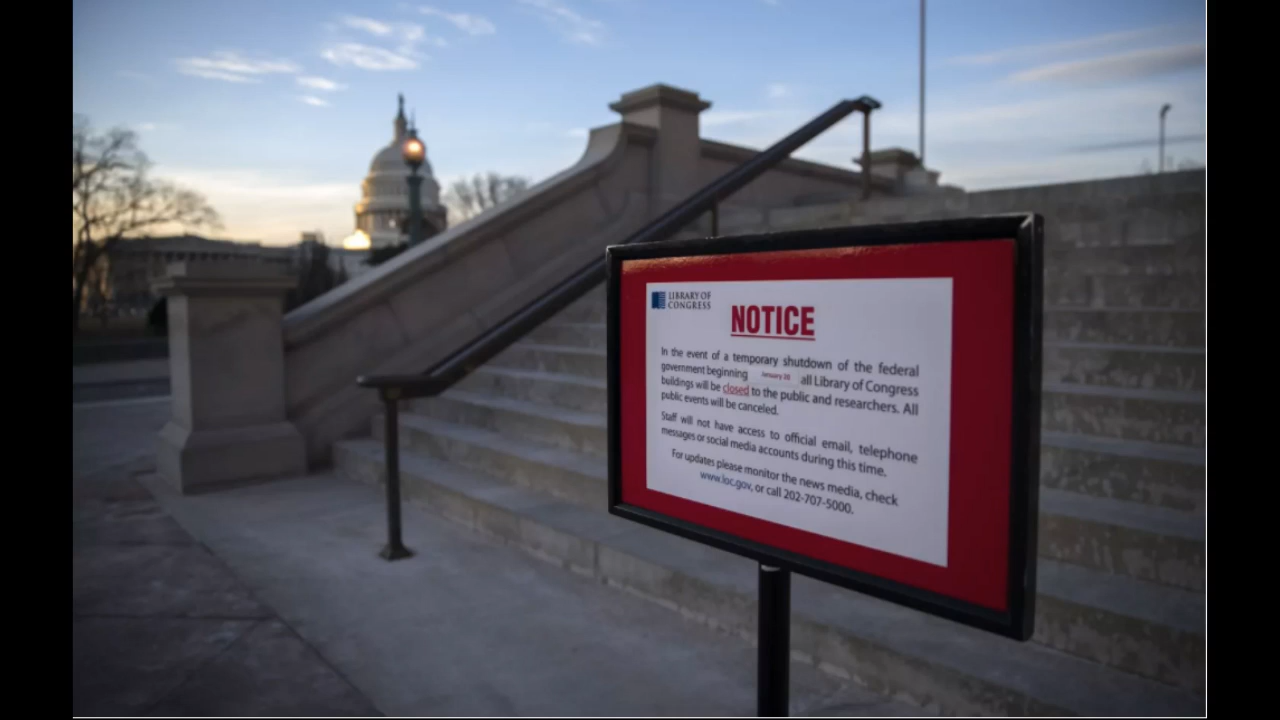 LIBRARY OF
CONGRESS
NOTICE
In the event of a temporary shutdown of the federal
government beginning January 20 all Library of Congress
buildings will be closed to the public and researchers. All
public events will be canceled.
Staff will not have access to official email, telephone
messages or social media accounts during this time.
For updates please monitor the news media, check
www.loc.gov, or call 202-707-5000.